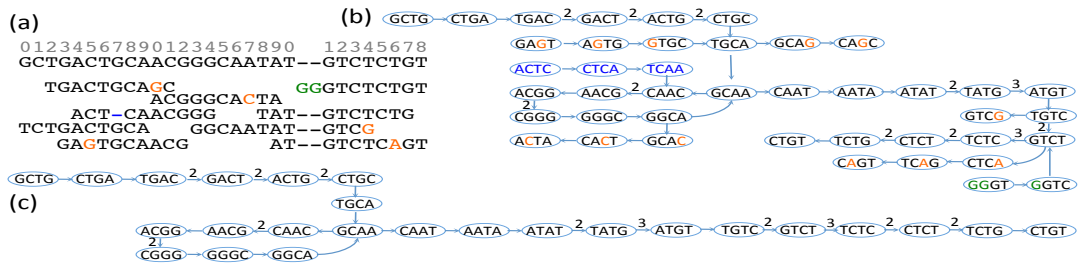 (a)
0123456789012345678901 12345678
GCTGACTGCAACGGGCAATAT--GTCTCTGT
TGACTGCAGC GGGTCTCTGT
ACGGGCACTA
ACT-CAACGGG TAT--GTCTCTG
TCTGACTGCA GGCAATAT--GTCG
GAGTGCAACG AT--GTCTCAGT
(b)
GCTG CTGA TGAC 2 GACT 2 ACTG 2 CTGC
GAGT AGTG GTGC TGCA GCAG CAGC
ACTC CTCA TCAA
ACGG AACG 2 CAAC GCAA CAAT AATA ATAT 2 TATG 3 ATGT
2
CGGG GGGC GGCA
GTCG TGTC
2
ACTA CACT GCAC
CTGT TCTG 2 CTCT 2 TCTC 3 GTCT
CAGT TCAG CTCA
GGGT GGTC
(c)
GCTG CTGA TGAC 2 GACT 2 ACTG 2 CTGC
TGCA
ACGG AACG 2 CAAC GCAA CAAT AATA ATAT 2 TATG 3 ATGT TGTC 2 GTCT 3 TCTC 2 CTCT 2 TCTG CTGT
2
CGGG GGGC GGCA